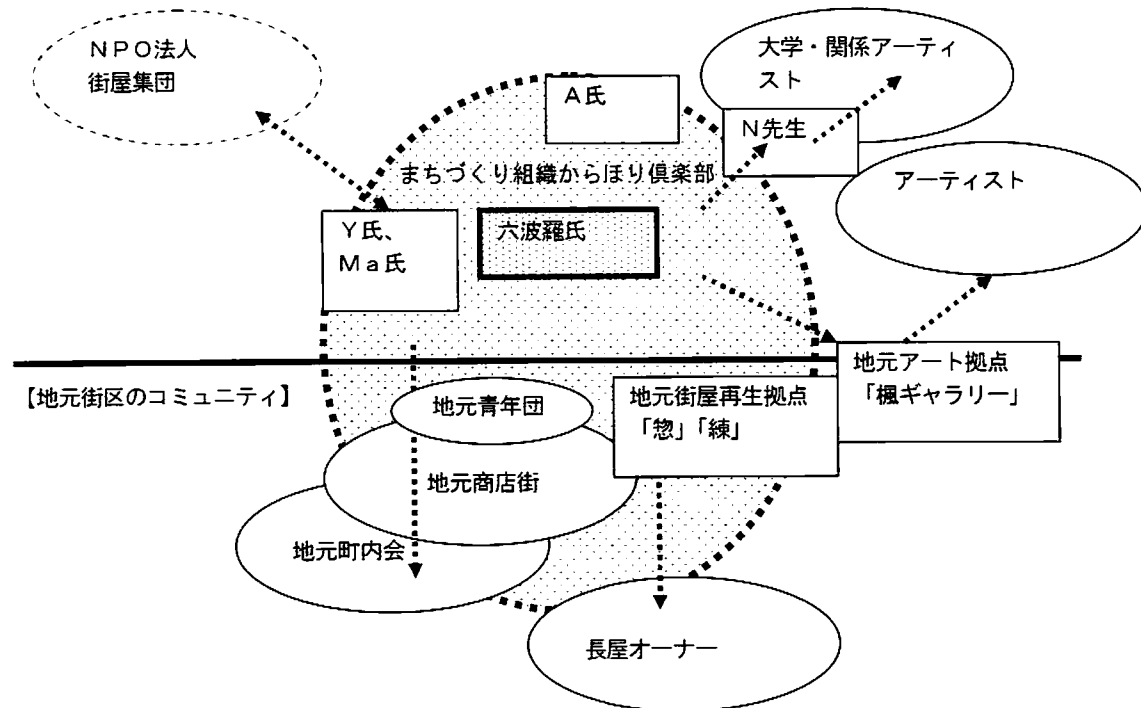 NPO法人
街屋集団
大学・関係アーティ
スト
A氏
N先生
まちづくり組織からほり倶楽部
アーティスト
Y氏、
Ma氏
六波羅氏
【地元街区のコミュニティ】
地元アート拠点
「楓ギャラリー」
地元青年団
地元街屋再生拠点
「惣」「練」
地元商店街
地元町内会
長屋オーナー